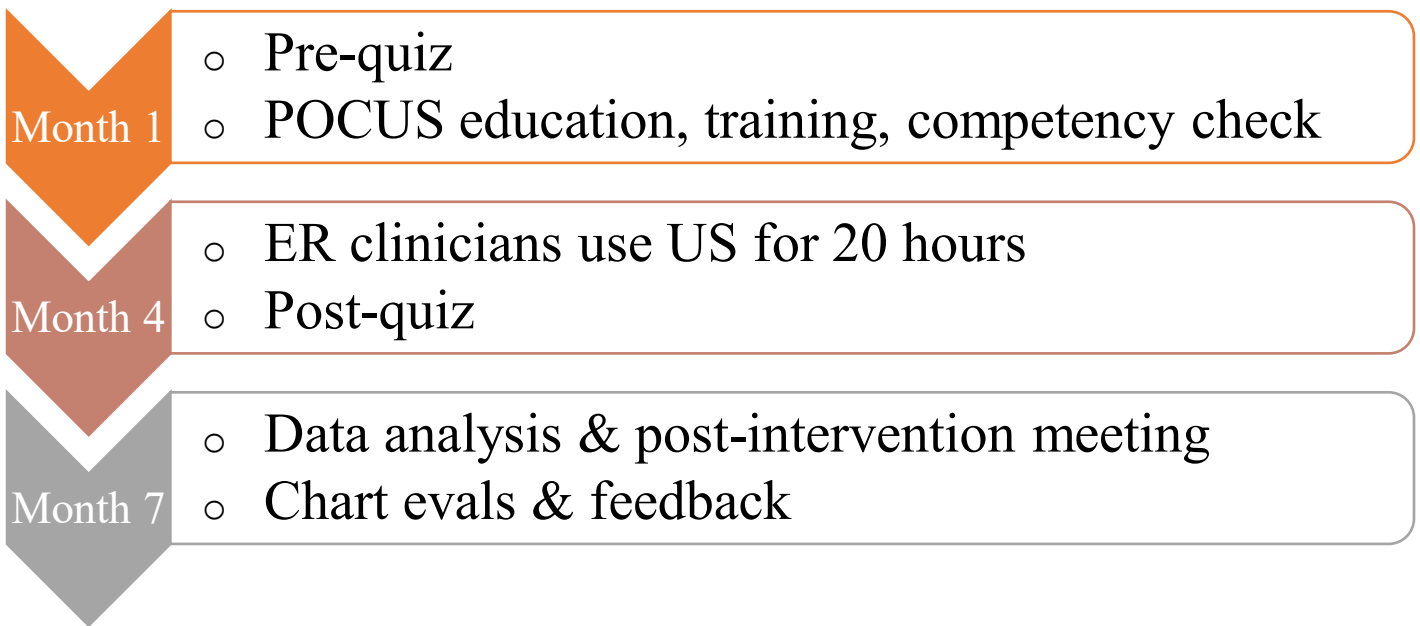 Month 1
○ Pre-quiz
○ POCUS education, training, competency check
Month 4
○ ER clinicians use US for 20 hours
○ Post-quiz
Month 7
○ Data analysis & post-intervention meeting
○ Chart evals & feedback